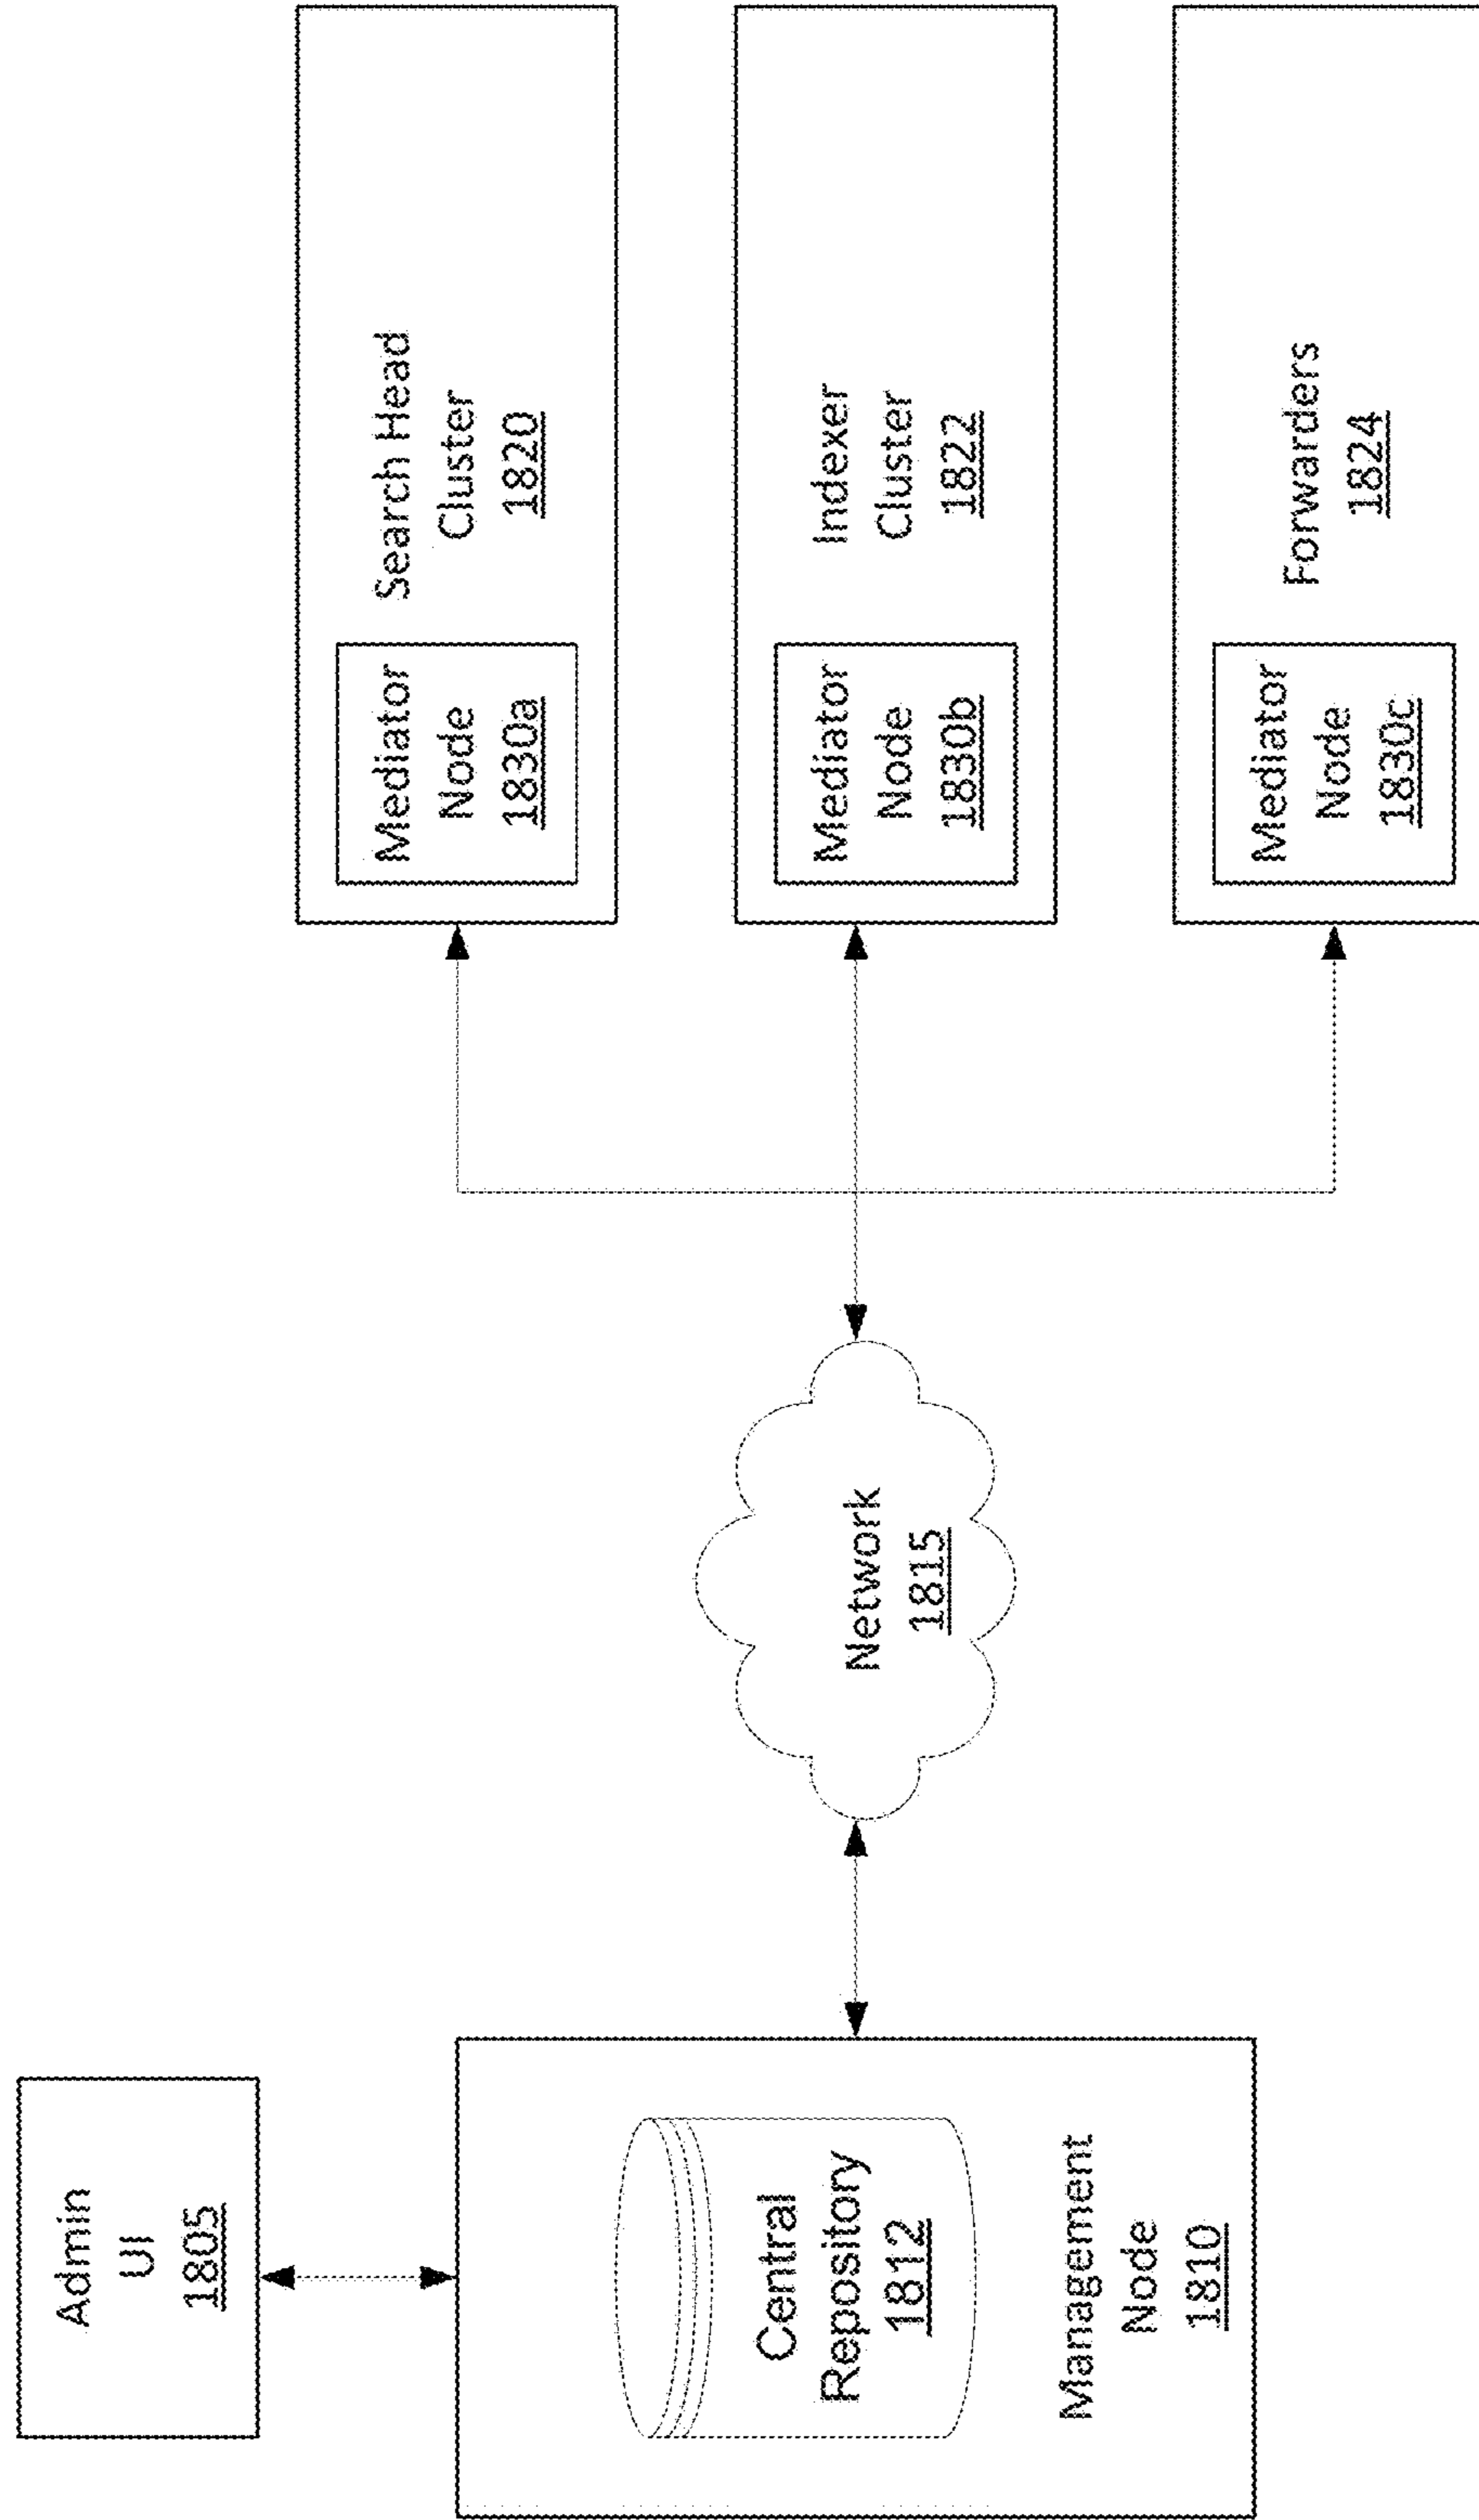 Admin
UI
1805
Central
Repository
1812
Management
Node
1810
Network
1815
Mediator
Node
1830a
Search Head
Cluster
1820
Mediator
Node
1830b
Indexer
Cluster
1822
Mediator
Node
1830c
Forwarders
1824